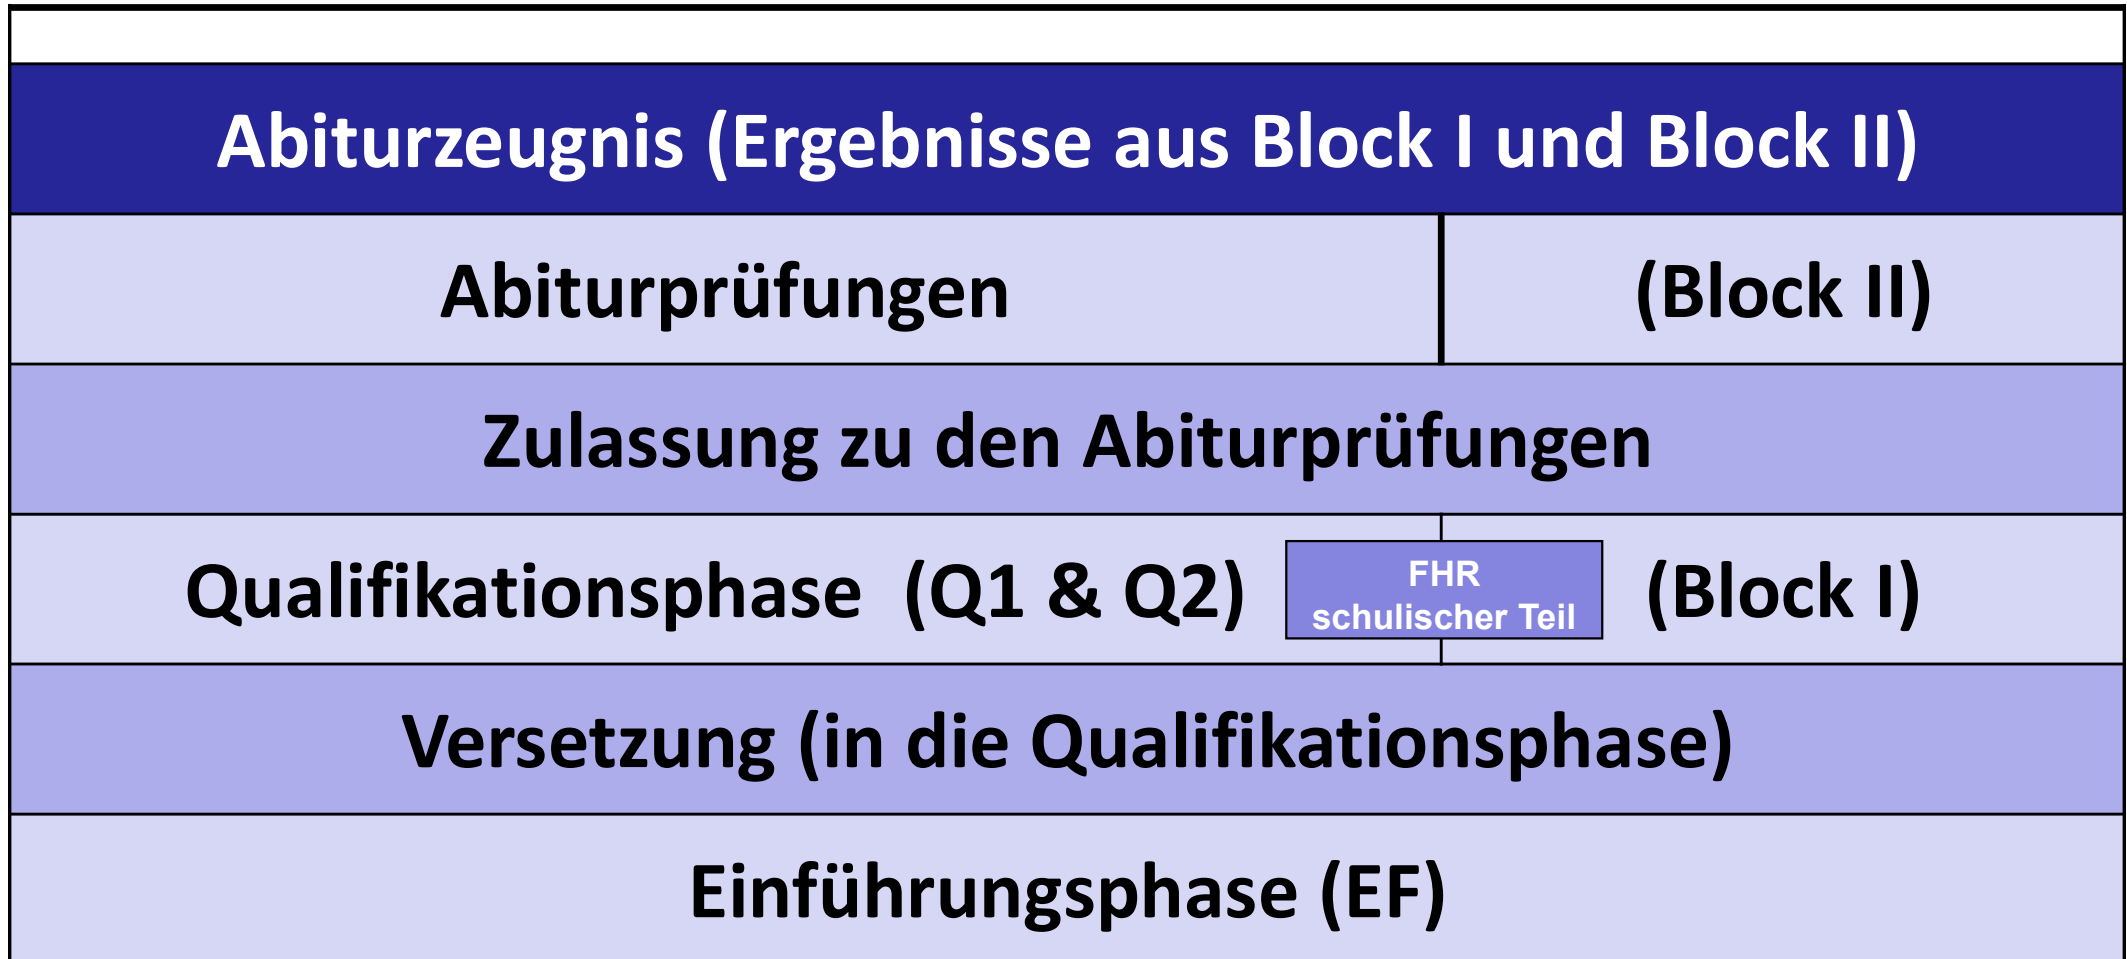 Abiturzeugnis (Ergebnisse aus Block I und Block II)
Abiturprüfungen (Block II)
Zulassung zu den Abiturprüfungen
Qualifikationsphase (Q1 & Q2)
FHR
schulischer Teil
(Block I)
Versetzung (in die Qualifikationsphase)
Einführungsphase (EF)